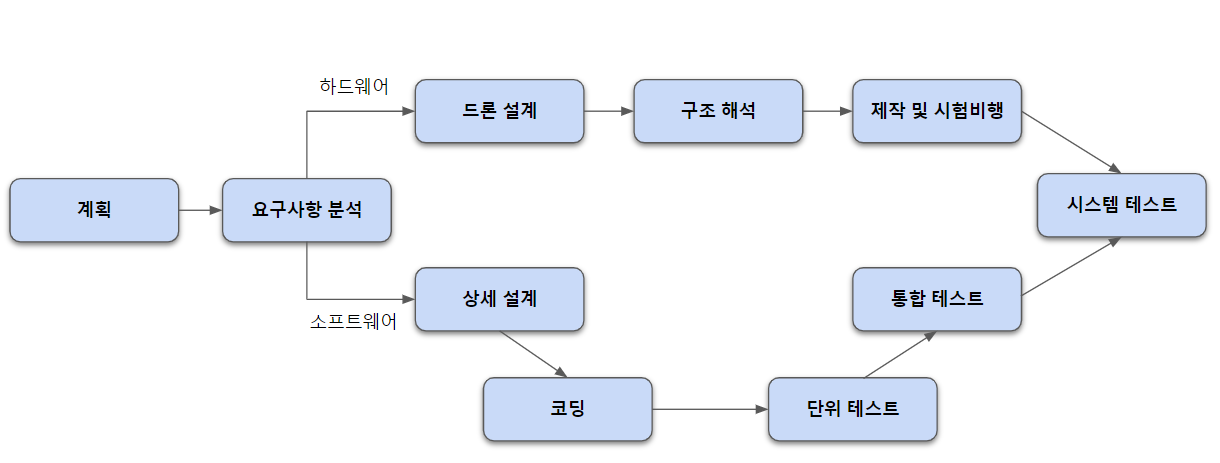 계획
요구사항 분석
하드웨어
드론 설계
구조 해석
제작 및 시험비행
소프트웨어
상세 설계
코딩
단위 테스트
통합 테스트
시스템 테스트